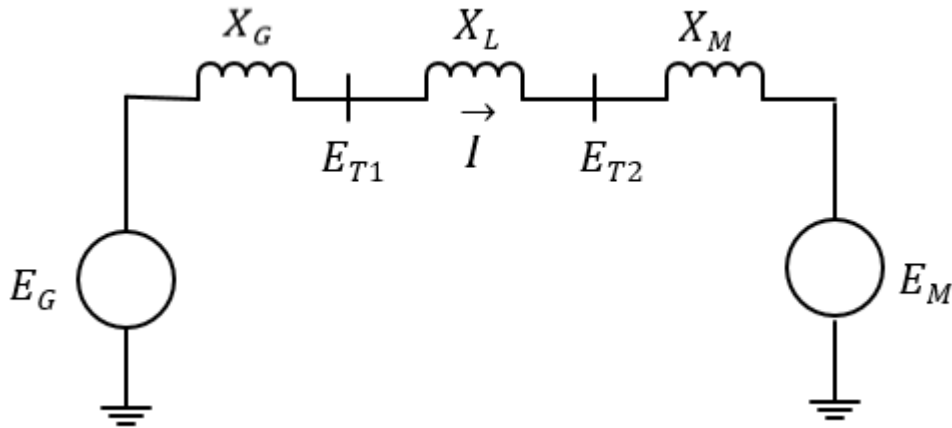 X_G X_L X_M
E_T1 → I E_T2
E_G E_M